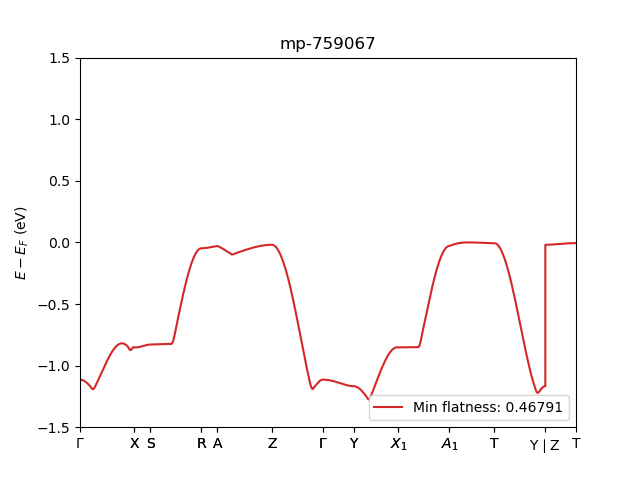 mp-759067
E − E_F (eV)
1.5
1.0
0.5
0.0
−0.5
−1.0
−1.5
Min flatness: 0.46791
Γ X S R A Z Γ Y X₁ A₁ T Y | Z T